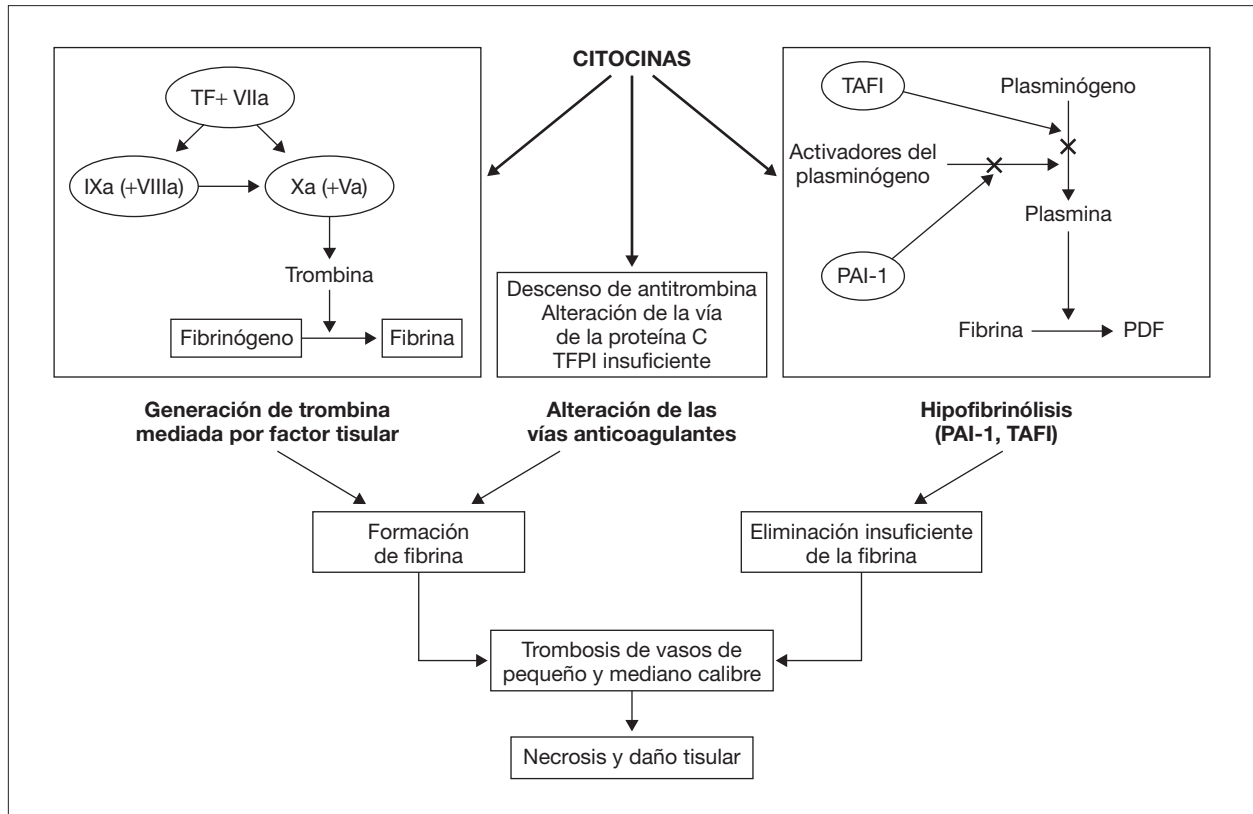 CITOCINAS
TF+ VIIa
IXa (+VIIIa)
Xa (+Va)
Trombina
Fibrinógeno
Fibrina
Descenso de antitrombina
Alteración de la vía
de la proteína C
TFPI insuficiente
TAFI
Plasminógeno
Activadores del
plasminógeno
Plasmina
PAI-1
Fibrina
PDF
Generación de trombina
mediada por factor tisular
Alteración de las
vías anticoagulantes
Hipofibrinólisis
(PAI-1, TAFI)
Formación
de fibrina
Eliminación insuficiente
de la fibrina
Trombosis de vasos de
pequeño y mediano calibre
Necrosis y daño tisular